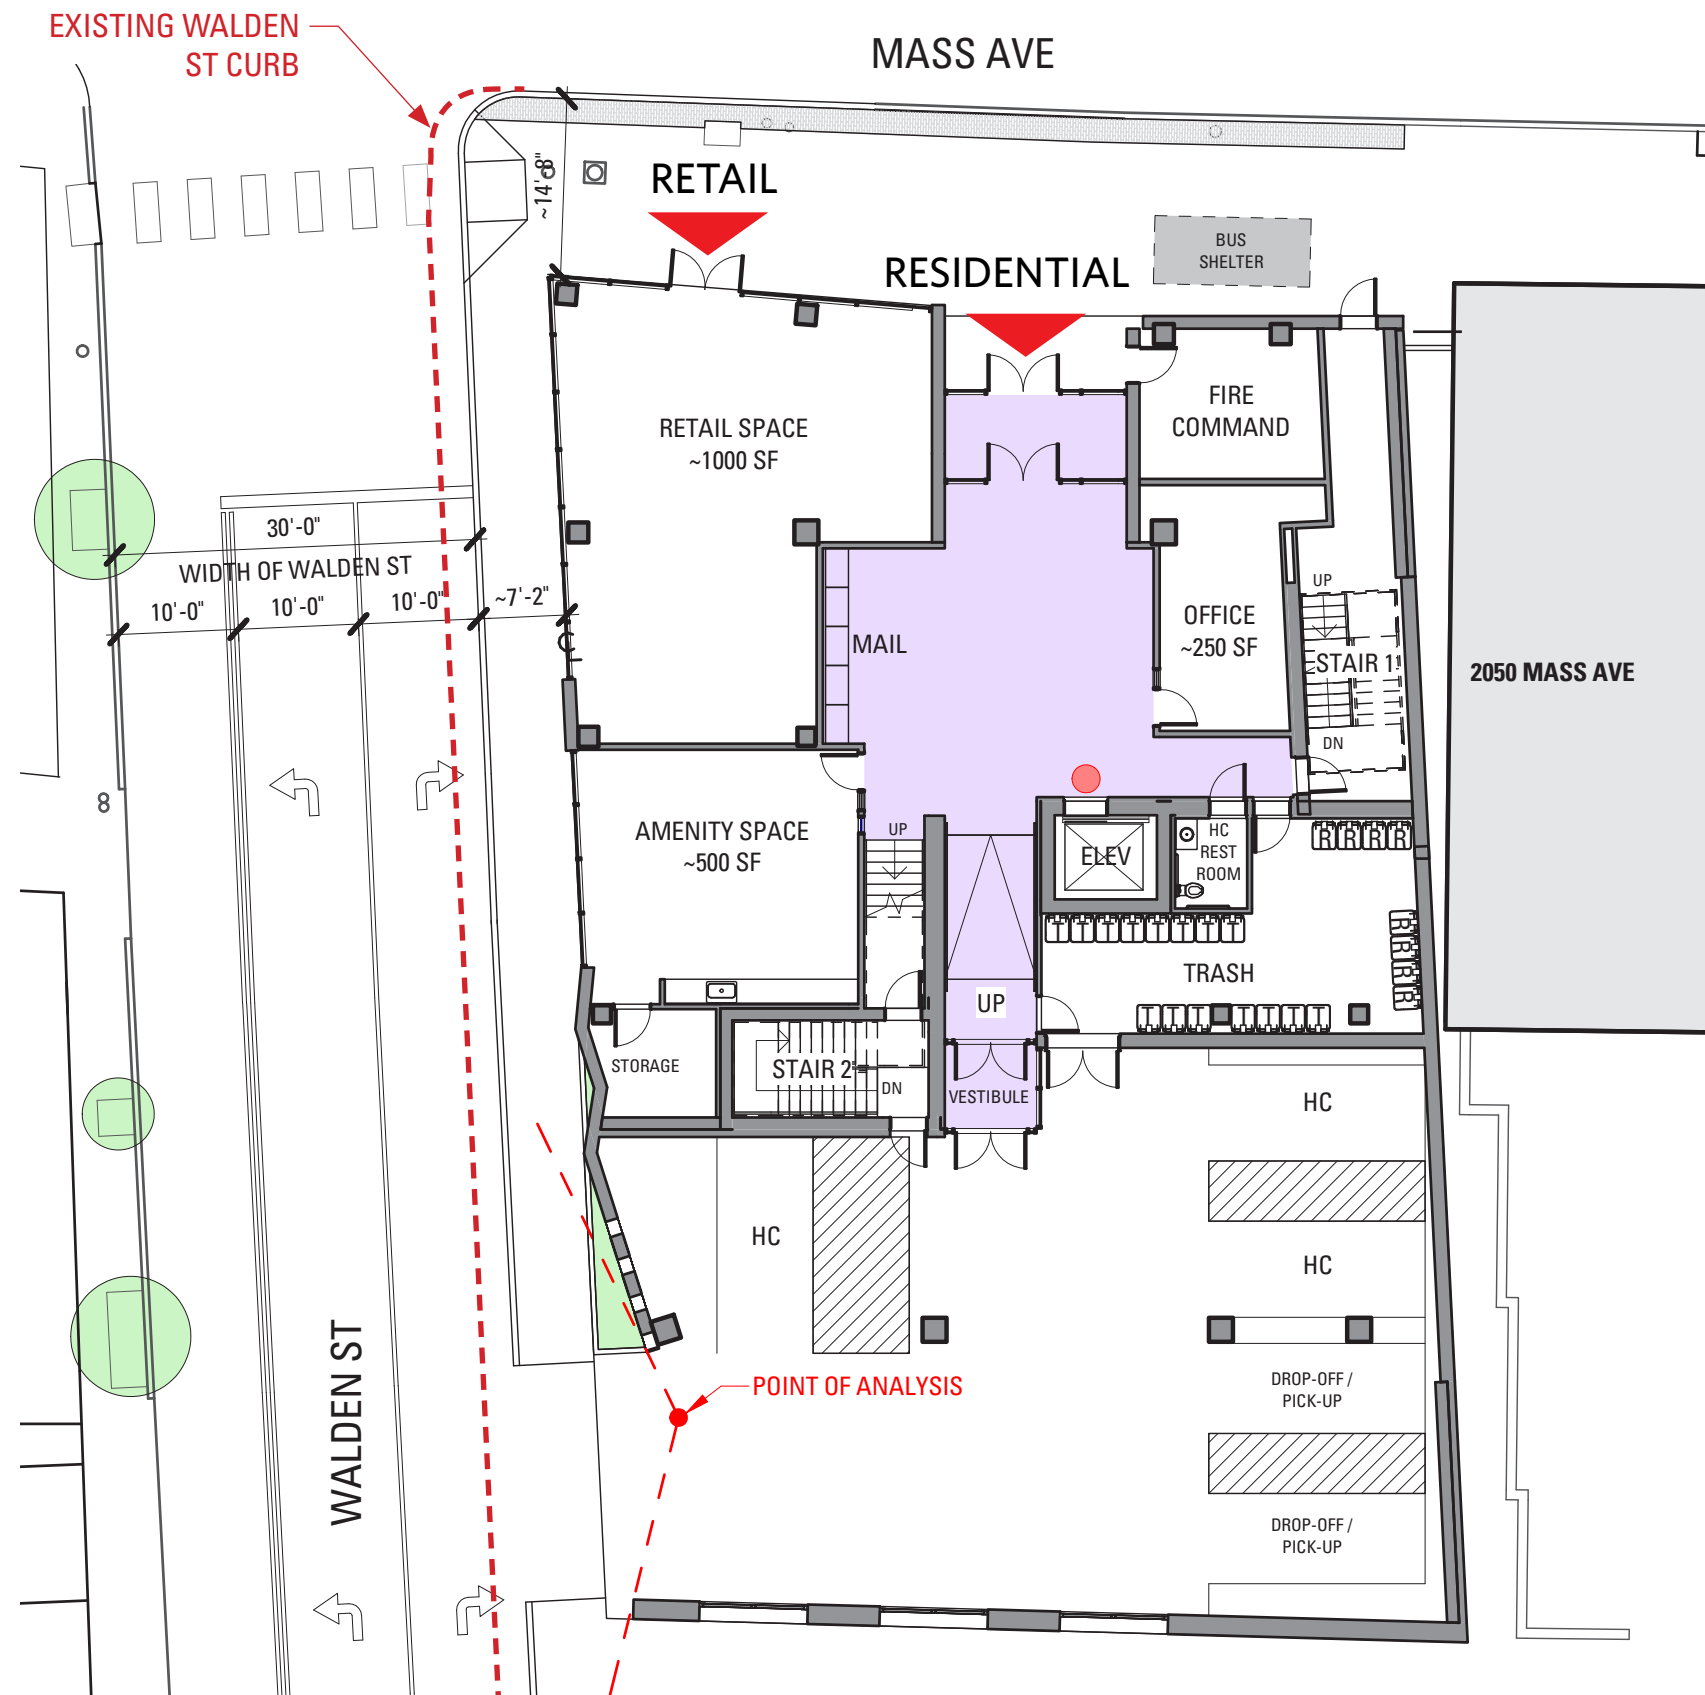 EXISTING WALDEN
ST CURB
MASS AVE
~14'-8"
RETAIL
BUS
SHELTER
RESIDENTIAL
FIRE
COMMAND
RETAIL SPACE
~1000 SF
30'-0"
WIDTH OF WALDEN ST
10'-0"
10'-0"
10'-0"
~7'-2"
UP
OFFICE
~250 SF
MAIL
STAIR 1
2050 MASS AVE
DN
AMENITY SPACE
~500 SF
UP
ELEV
HC
REST
ROOM
R R R R
T T T T T T T T
R
R
R
R
TRASH
UP
T T T T T T T
STORAGE
STAIR 2
DN
VESTIBULE
HC
HC
HC
POINT OF ANALYSIS
DROP-OFF /
PICK-UP
WALDEN ST
DROP-OFF /
PICK-UP